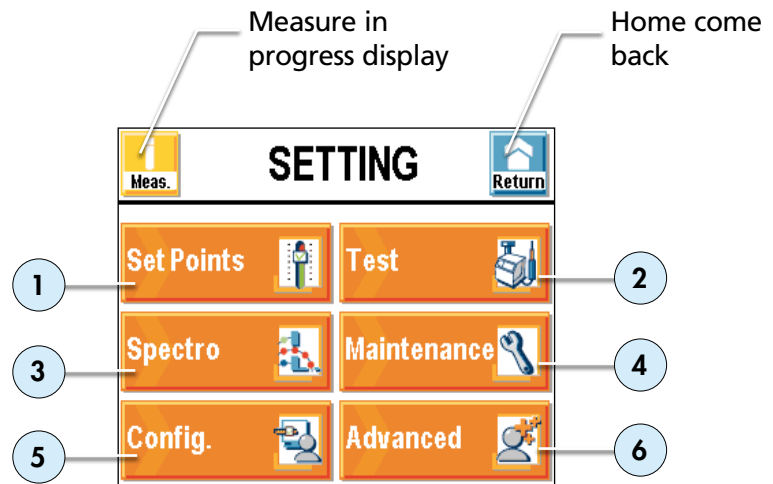 Measure in
progress display
Home come
back
Meas.
SETTING
Return
Set Points
Test
1
2
Spectro
Maintenance
3
4
Config.
Advanced
5
6